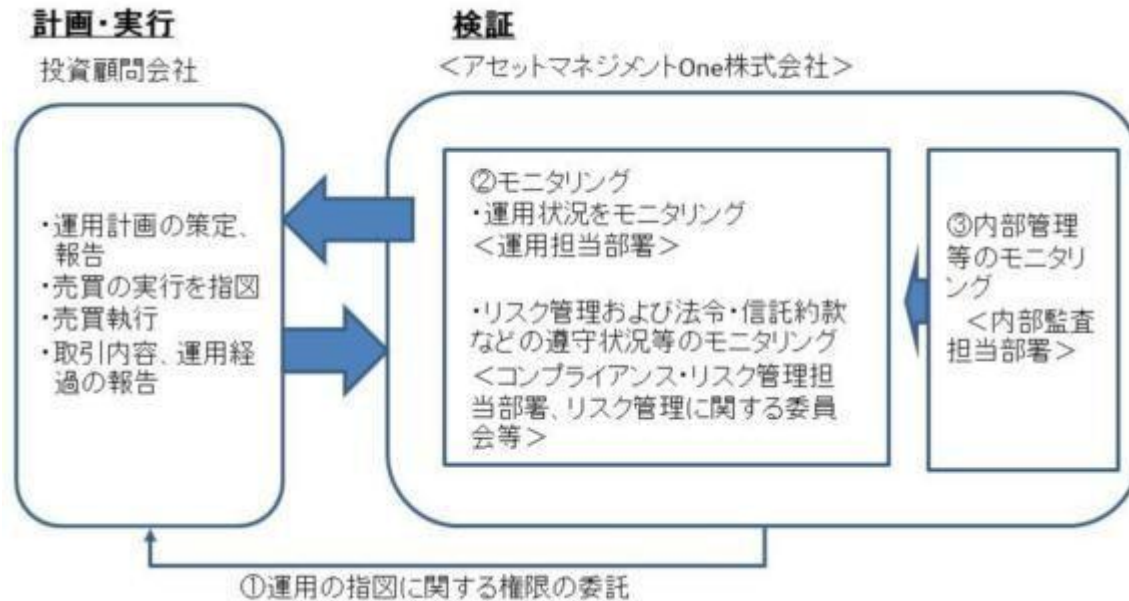 計画・実行
投資顧問会社
・運用計画の策定、
報告
・売買の実行を指図
・売買執行
・取引内容、運用経
過の報告
検証
＜アセットマネジメントOne株式会社＞
②モニタリング
・運用状況をモニタリング
＜運用担当部署＞
・リスク管理および法令・信託約款
などの遵守状況等のモニタリング
＜コンプライアンス・リスク管理担
当部署、リスク管理に関する委員
会等＞
③内部管理
等のモニタリ
ング
＜内部監査
担当部署＞
①運用の指図に関する権限の委託